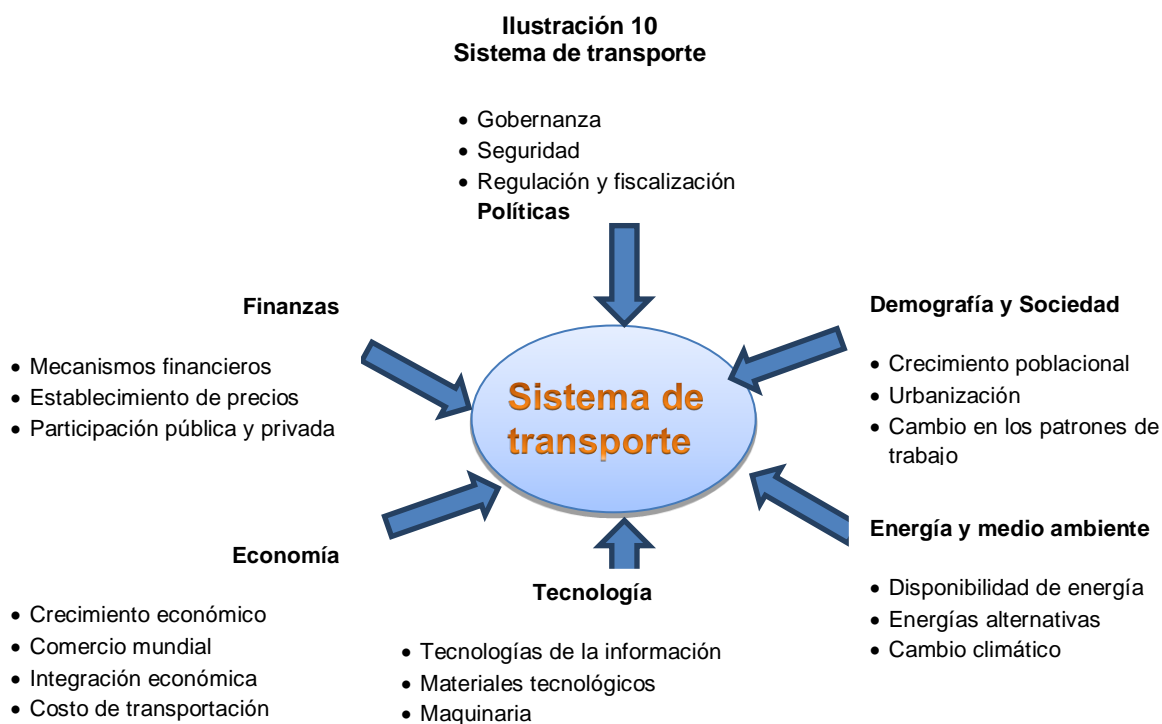 Ilustración 10
Sistema de transporte
• Gobernanza
• Seguridad
• Regulación y fiscalización
Políticas
Finanzas
• Mecanismos financieros
• Establecimiento de precios
• Participación pública y privada
Demografía y Sociedad
• Crecimiento poblacional
• Urbanización
• Cambio en los patrones de
trabajo
Sistema de
transporte
Economía
• Crecimiento económico
• Comercio mundial
• Integración económica
• Costo de transportación
Tecnología
• Tecnologías de la información
• Materiales tecnológicos
• Maquinaria
Energía y medio ambiente
• Disponibilidad de energía
• Energías alternativas
• Cambio climático